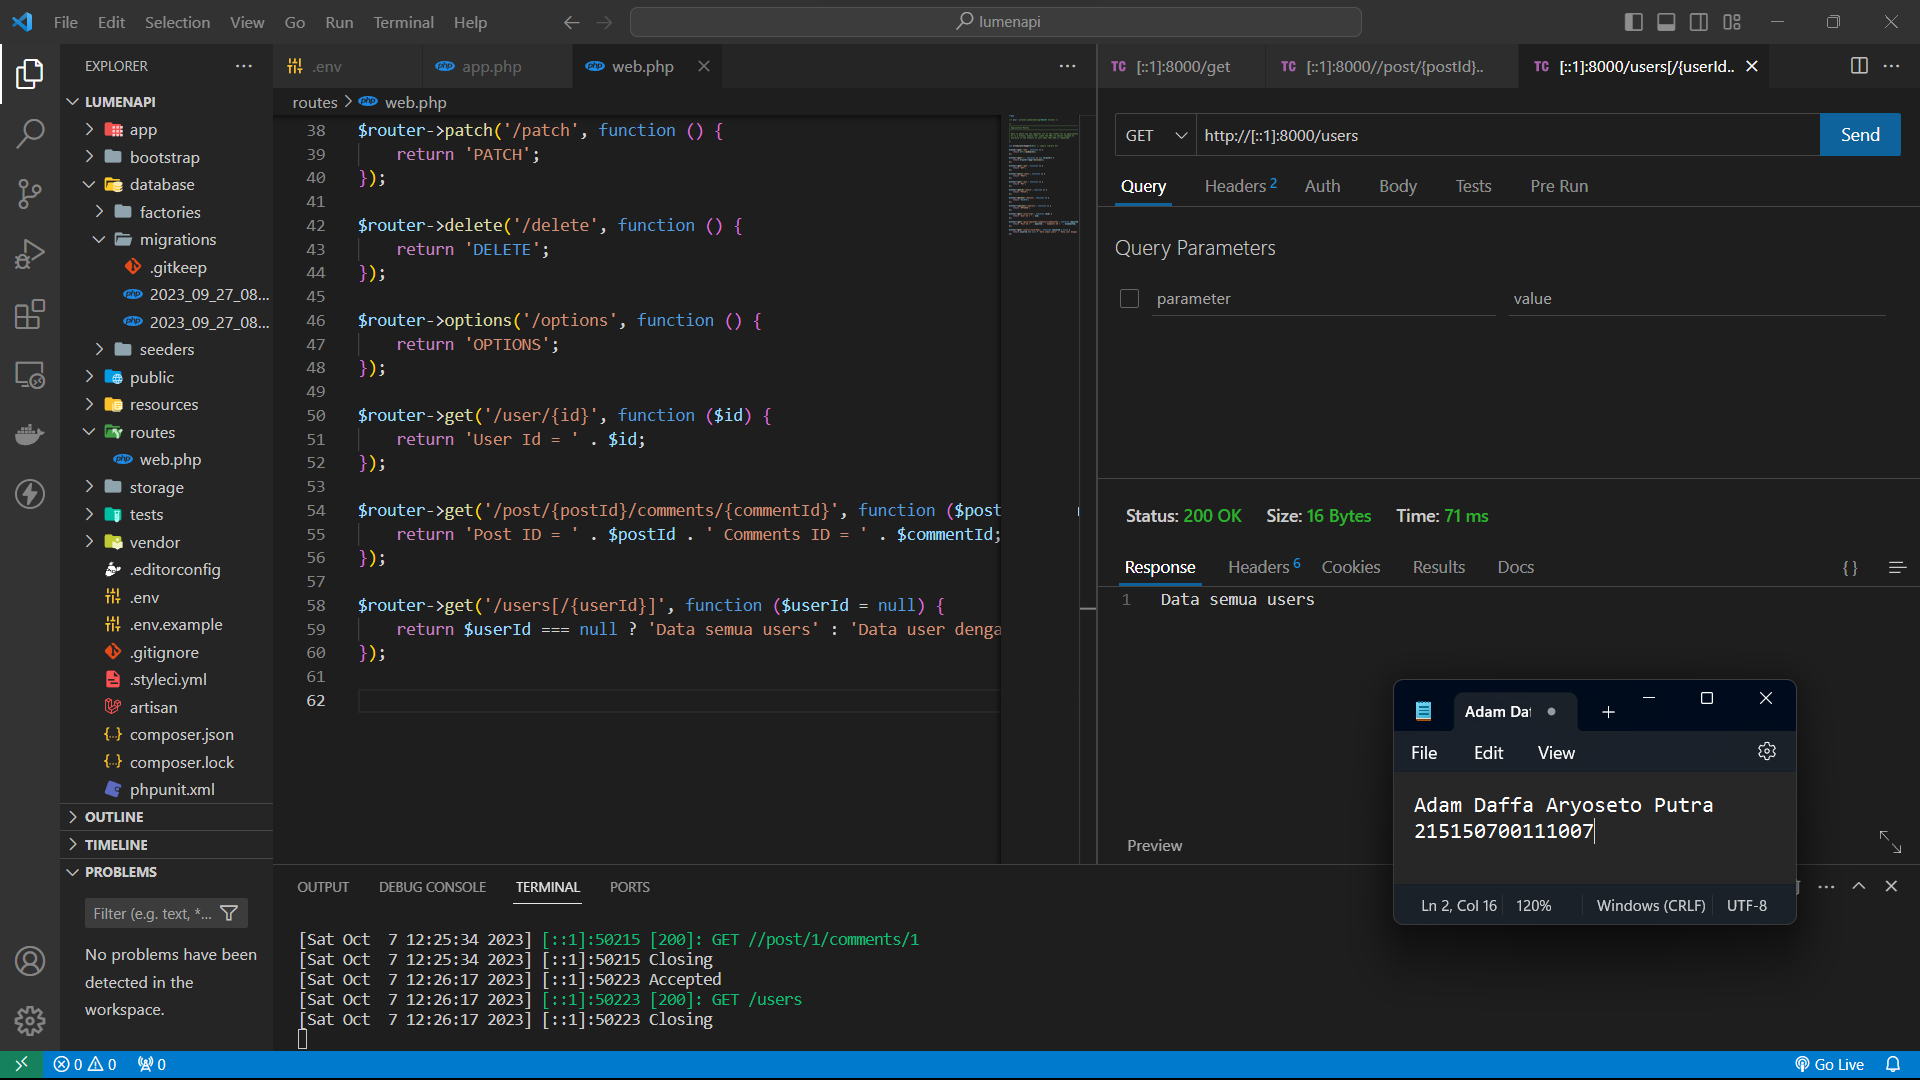 File Edit Selection View Go Run Terminal Help
lumenapi
EXPLORER
.env
app.php
web.php
[::1]:8000/get
[::1]:8000//post/{postId}..
[::1]:8000/users[/{userId..
LUMENAPI
app
bootstrap
database
factories
migrations
.gitkeep
2023_09_27_08...
2023_09_27_08...
seeders
public
resources
routes
web.php
storage
tests
vendor
.editorconfig
.env
.env.example
.gitignore
.styleci.yml
artisan
composer.json
composer.lock
phpunit.xml
OUTLINE
TIMELINE
PROBLEMS
Filter (e.g. text, *...
No problems have been
detected in the
workspace.
routes > web.php
38 $router->patch('/patch', function () {
39 return 'PATCH';
40 });
41
42 $router->delete('/delete', function () {
43 return 'DELETE';
44 });
45
46 $router->options('/options', function () {
47 return 'OPTIONS';
48 });
49
50 $router->get('/user/{id}', function ($id) {
51 return 'User Id = ' . $id;
52 });
53
54 $router->get('/post/{postId}/comments/{commentId}', function ($post
55 return 'Post ID = ' . $postId . ' Comments ID = ' . $commentId;
56 });
57
58 $router->get('/users[/{userId}]', function ($userId = null) {
59 return $userId === null ? 'Data semua users' : 'Data user denga
60 });
61
62
GET
http://[::1]:8000/users
Send
Query Headers 2 Auth Body Tests Pre Run
Query Parameters
parameter value
Status: 200 OK Size: 16 Bytes Time: 71 ms
Response Headers 6 Cookies Results Docs
{}
1 Data semua users
Preview
Adam Da
File Edit View
Adam Daffa Aryoseto Putra
215150700111007
Ln 2, Col 16 120% Windows (CRLF) UTF-8
OUTPUT DEBUG CONSOLE TERMINAL PORTS
[Sat Oct  7 12:25:34 2023] [::1]:50215 [200]: GET //post/1/comments/1
[Sat Oct  7 12:25:34 2023] [::1]:50215 Closing
[Sat Oct  7 12:26:17 2023] [::1]:50223 Accepted
[Sat Oct  7 12:26:17 2023] [::1]:50223 [200]: GET /users
[Sat Oct  7 12:26:17 2023] [::1]:50223 Closing
0 0 0
Go Live